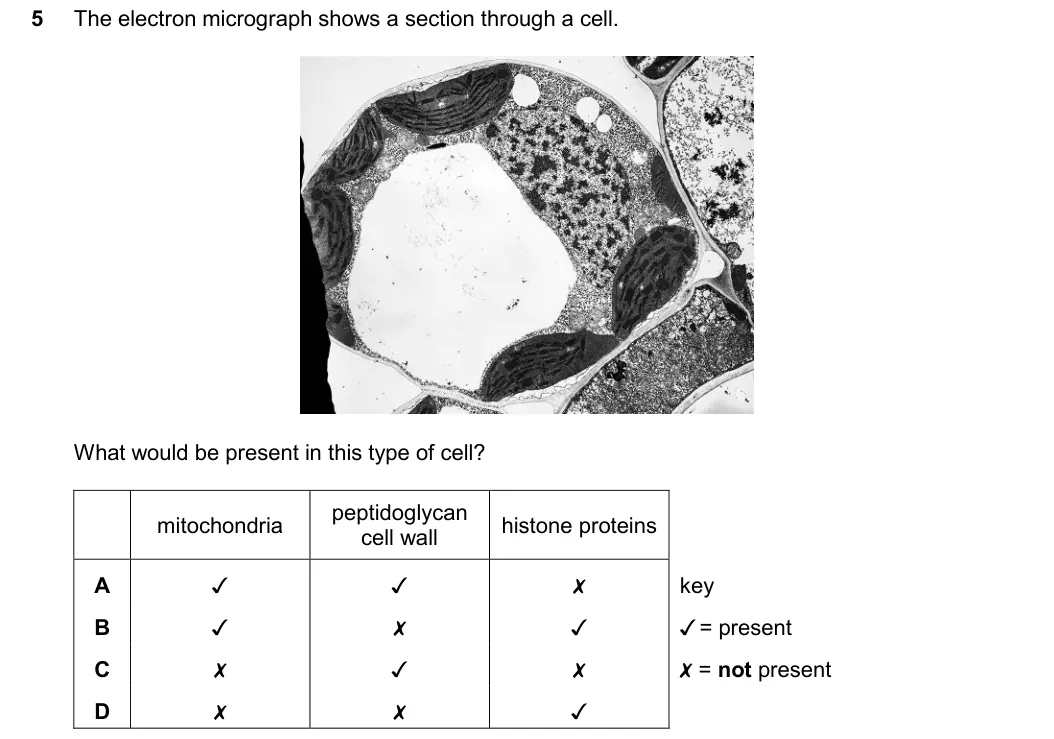 5 The electron micrograph shows a section through a cell.
What would be present in this type of cell?
mitochondria peptidoglycan cell wall histone proteins
A ✓ ✓ ✗ key
B ✓ ✗ ✓ ✓ = present
C ✗ ✓ ✗ ✗ = not present
D ✗ ✗ ✓